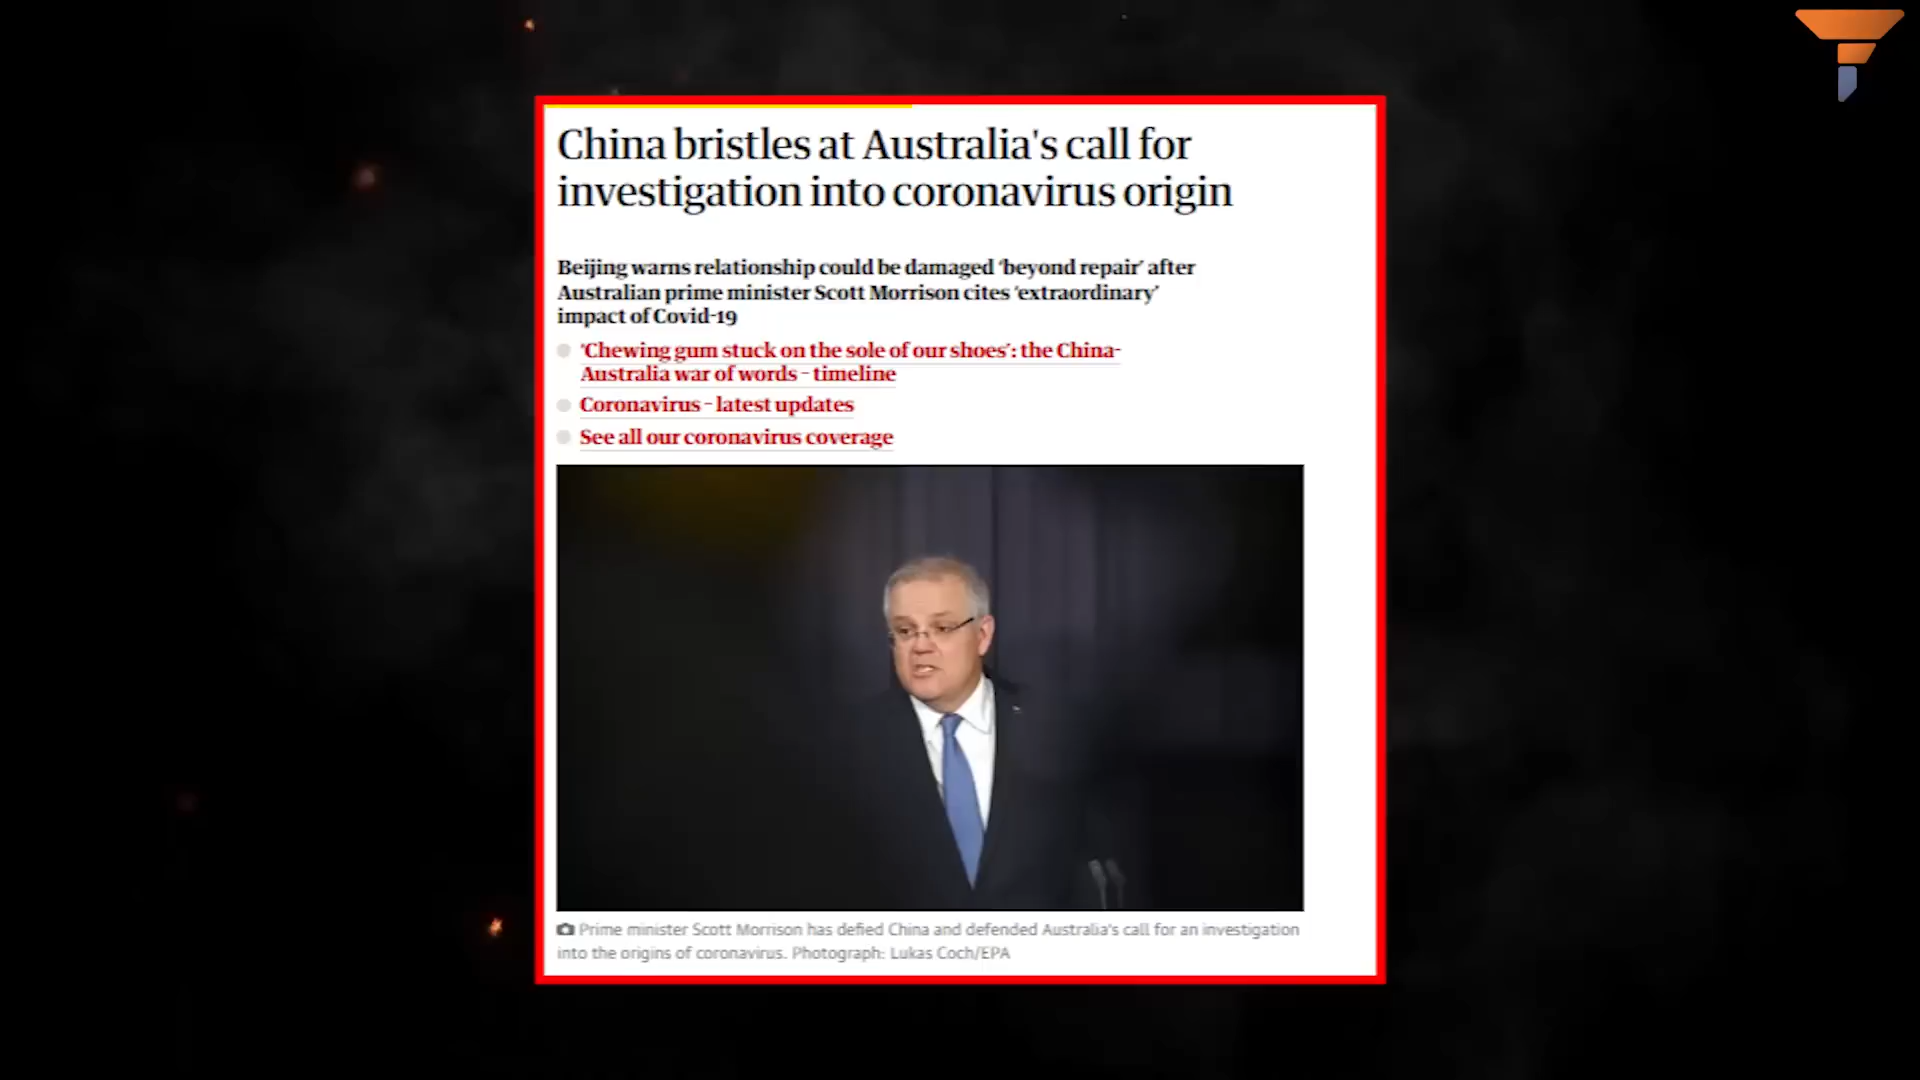 China bristles at Australia's call for
investigation into coronavirus origin
Beijing warns relationship could be damaged ‘beyond repair’ after
Australian prime minister Scott Morrison cites ‘extraordinary’
impact of Covid-19
‘Chewing gum stuck on the sole of our shoes’: the China-
Australia war of words – timeline
Coronavirus – latest updates
See all our coronavirus coverage
Prime minister Scott Morrison has defied China and defended Australia's call for an investigation
into the origins of coronavirus. Photograph: Lukas Coch/EPA